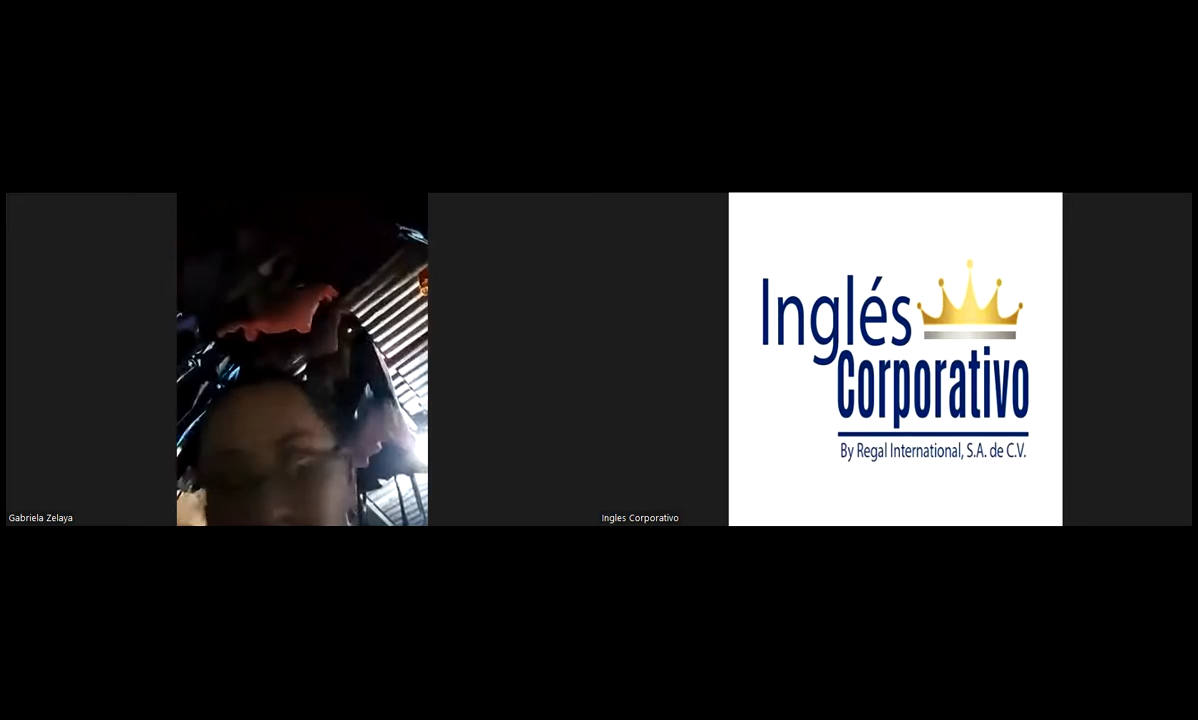 Inglés
Corporativo
By Regal International, S.A. de C.V.
Gabriela Zelaya
Ingles Corporativo